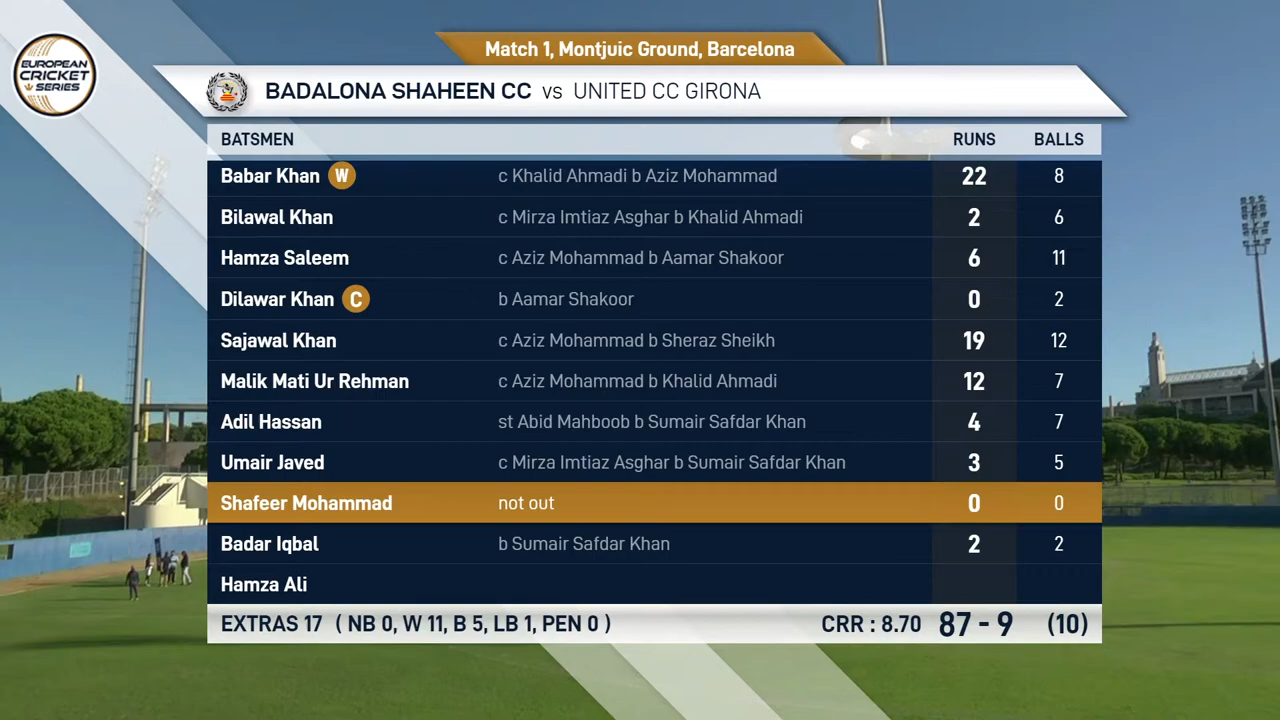 EUROPEAN
CRICKET
SERIES
Match 1, Montjuic Ground, Barcelona
BADALONA SHAHEEN CC vs UNITED CC GIRONA
BATSMEN RUNS BALLS
Babar Khan W c Khalid Ahmadi b Aziz Mohammad 22 8
Bilawal Khan c Mirza Imtiaz Asghar b Khalid Ahmadi 2 6
Hamza Saleem c Aziz Mohammad b Aamar Shakoor 6 11
Dilawar Khan C b Aamar Shakoor 0 2
Sajawal Khan c Aziz Mohammad b Sheraz Sheikh 19 12
Malik Mati Ur Rehman c Aziz Mohammad b Khalid Ahmadi 12 7
Adil Hassan st Abid Mahboob b Sumair Safdar Khan 4 7
Umair Javed c Mirza Imtiaz Asghar b Sumair Safdar Khan 3 5
Shafeer Mohammad not out 0 0
Badar Iqbal b Sumair Safdar Khan 2 2
Hamza Ali
EXTRAS 17 ( NB 0, W 11, B 5, LB 1, PEN 0 ) CRR : 8.70 87 - 9 (10)